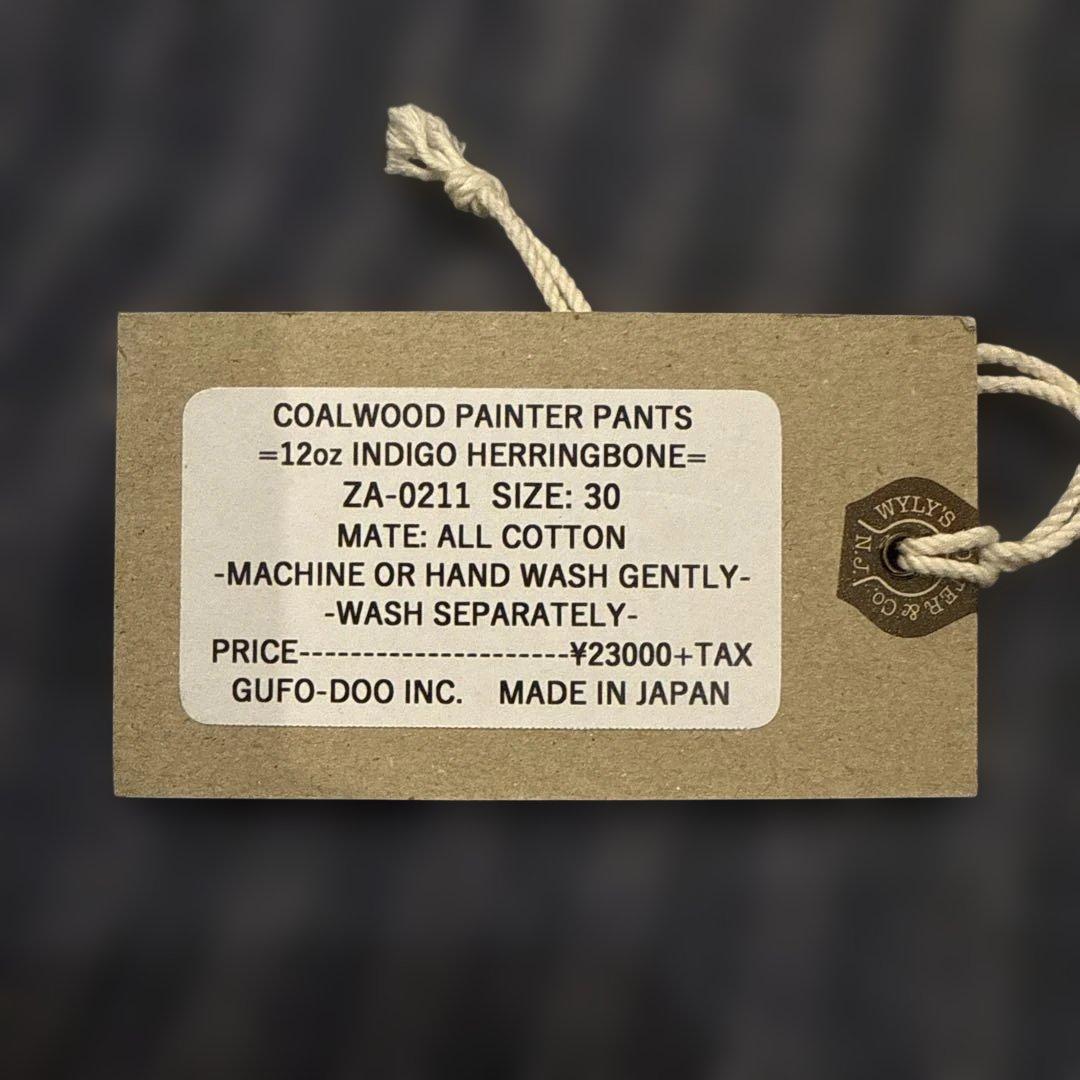 COALWOOD PAINTER PANTS
=12oz INDIGO HERRINGBONE=
ZA-0211 SIZE: 30
MATE: ALL COTTON
-MACHINE OR HAND WASH GENTLY-
-WASH SEPARATELY-
PRICE---------------------¥23000+TAX
GUFO-DOO INC. MADE IN JAPAN
WYLY'S
& CO.
N.J.